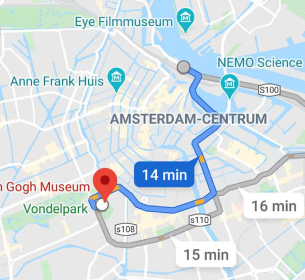 Eye Filmmuseum
NEMO Science
Anne Frank Huis
S100
AMSTERDAM-CENTRUM
14 min
n Gogh Museum
Vondelpark
s108
s110
16 min
15 min